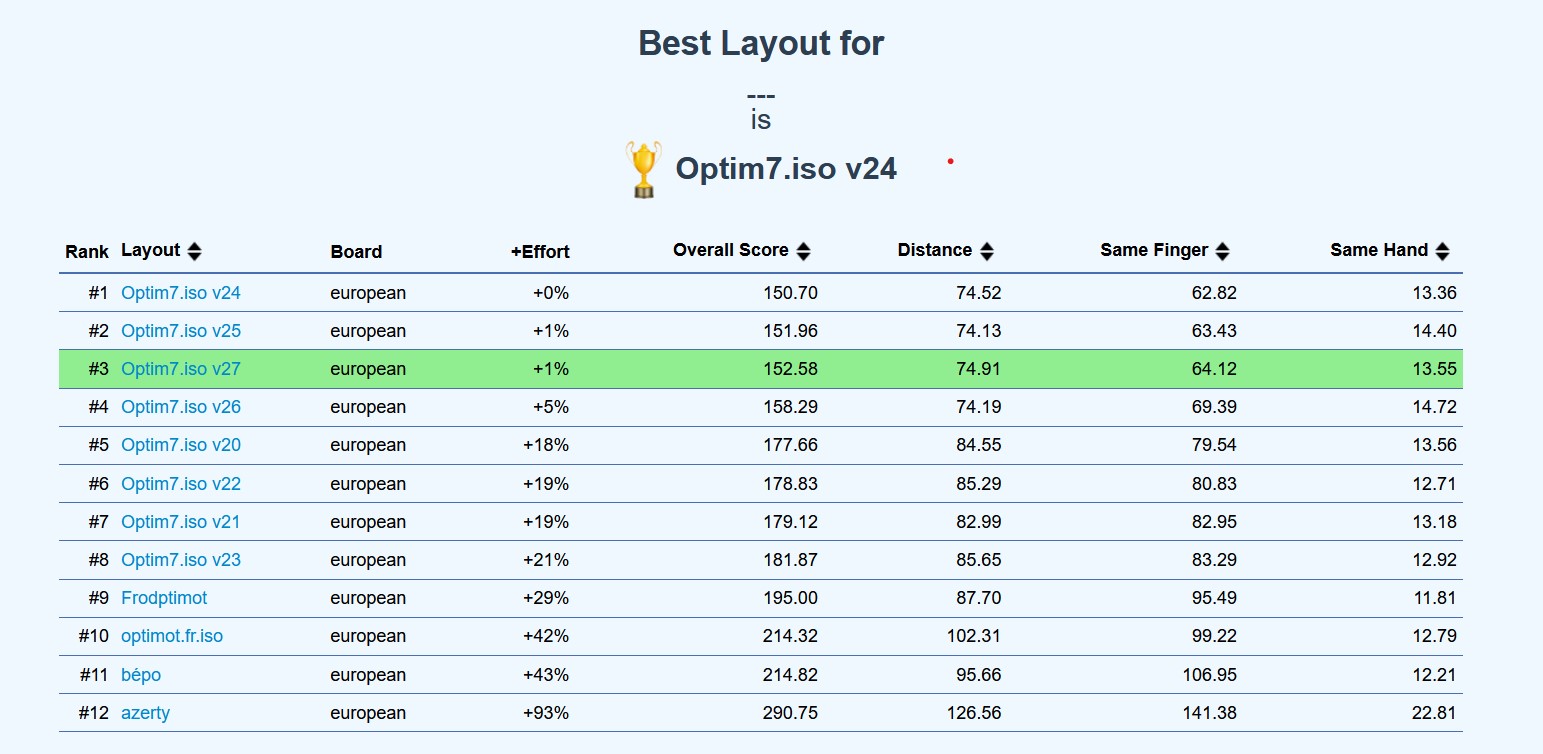 Best Layout for
---
is
Optim7.iso v24
Rank Layout Board +Effort Overall Score Distance Same Finger Same Hand
#1 Optim7.iso v24 european +0% 150.70 74.52 62.82 13.36
#2 Optim7.iso v25 european +1% 151.96 74.13 63.43 14.40
#3 Optim7.iso v27 european +1% 152.58 74.91 64.12 13.55
#4 Optim7.iso v26 european +5% 158.29 74.19 69.39 14.72
#5 Optim7.iso v20 european +18% 177.66 84.55 79.54 13.56
#6 Optim7.iso v22 european +19% 178.83 85.29 80.83 12.71
#7 Optim7.iso v21 european +19% 179.12 82.99 82.95 13.18
#8 Optim7.iso v23 european +21% 181.87 85.65 83.29 12.92
#9 Frodptimot european +29% 195.00 87.70 95.49 11.81
#10 optimot.fr.iso european +42% 214.32 102.31 99.22 12.79
#11 bépo european +43% 214.82 95.66 106.95 12.21
#12 azerty european +93% 290.75 126.56 141.38 22.81